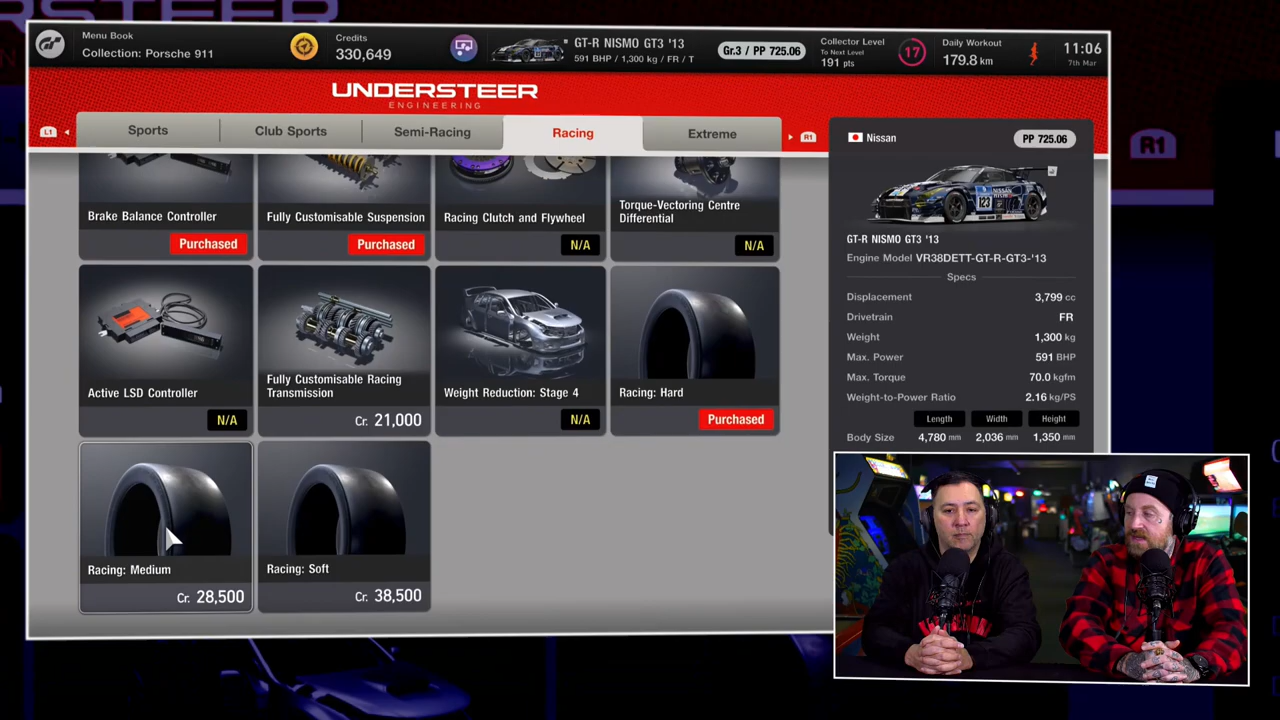 Menu Book
Collection: Porsche 911
Credits
330,649
GT-R NISMO GT3 '13
591 BHP / 1,300 kg / FR / T
Gr.3 / PP 725.06
Collector Level
To Next Level
191 pts
17
Daily Workout
179.8 km
11:06
7th Mar
UNDERSTEER
ENGINEERING
L1
Sports
Club Sports
Semi-Racing
Racing
Extreme
R1
R1
Brake Balance Controller
Purchased
Fully Customisable Suspension
Purchased
Racing Clutch and Flywheel
N/A
Torque-Vectoring Centre
Differential
N/A
Active LSD Controller
N/A
Fully Customisable Racing
Transmission
Cr. 21,000
Weight Reduction: Stage 4
N/A
Racing: Hard
Purchased
Racing: Medium
Cr. 28,500
Racing: Soft
Cr. 38,500
Nissan
PP 725.06
123
GT-R NISMO GT3 '13
Engine Model VR38DETT-GT-R-GT3-'13
Specs
Displacement 3,799 cc
Drivetrain FR
Weight 1,300 kg
Max. Power 591 BHP
Max. Torque 70.0 kgfm
Weight-to-Power Ratio 2.16 kg/PS
Length Width Height
Body Size 4,780 mm 2,036 mm 1,350 mm